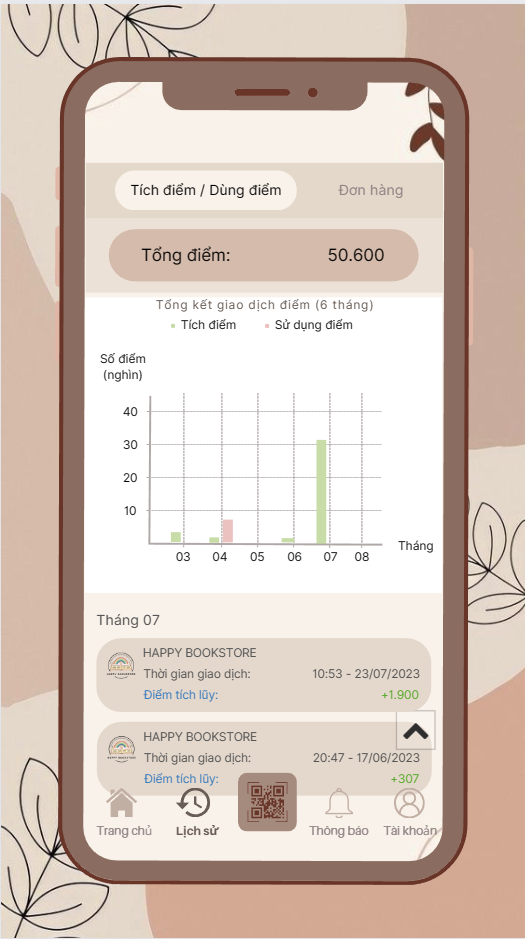 Tích điểm / Dùng điểm
Đơn hàng
Tổng điểm: 50.600
Tổng kết giao dịch điểm (6 tháng)
Tích điểm Sử dụng điểm
Số điểm
(nghìn)
40
30
20
10
03 04 05 06 07 08
Tháng
Tháng 07
HAPPY BOOKSTORE
Thời gian giao dịch: 10:53 - 23/07/2023
Điểm tích lũy: +1.900
HAPPY BOOKSTORE
Thời gian giao dịch: 20:47 - 17/06/2023
Điểm tích lũy: +307
Trang chủ
Lịch sử
Thông báo
Tài khoản